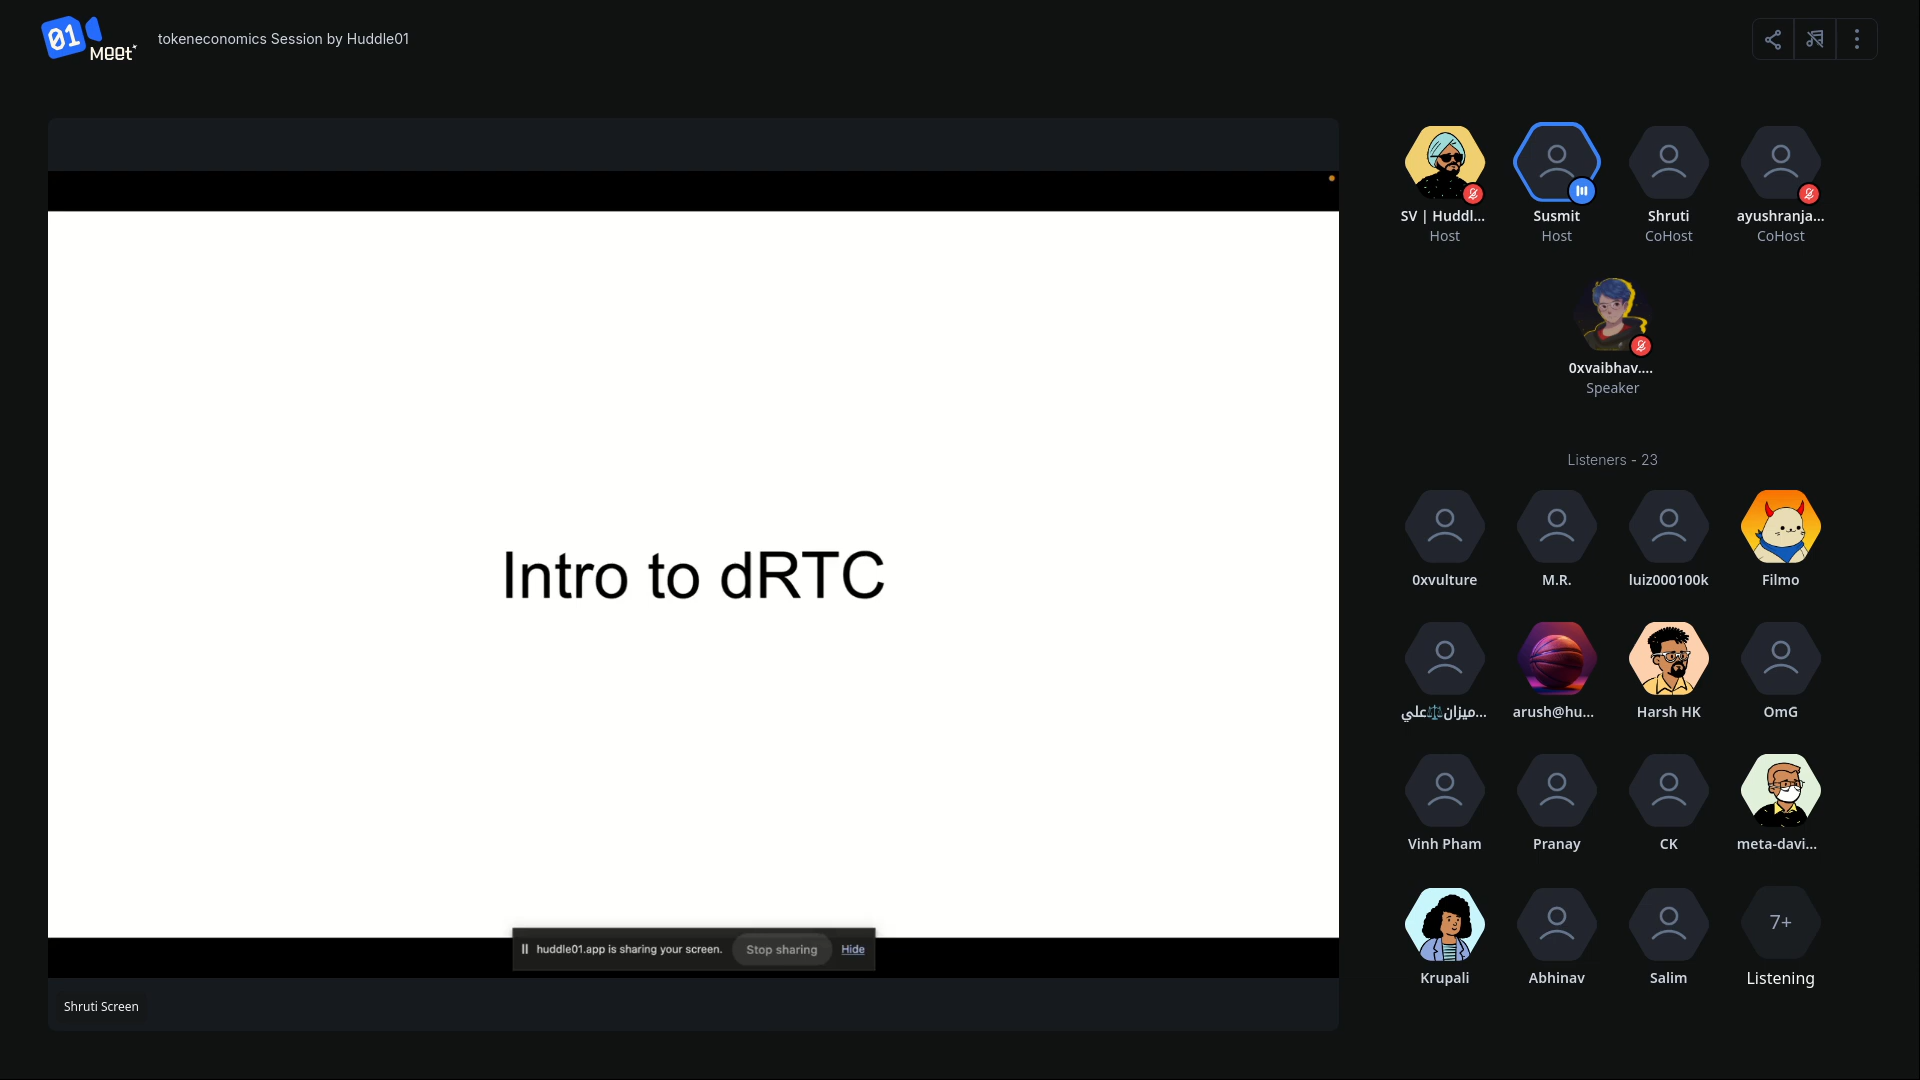 01
Meet
tokeneconomics Session by Huddle01
Intro to dRTC
huddle01.app is sharing your screen. Stop sharing Hide
Shruti Screen
SV | Huddl... Susmit Shruti ayushranja...
Host Host CoHost CoHost
0xvaibhav....
Speaker
Listeners - 23
0xvulture M.R. luiz000100k Filmo
ميزان⚖️علي... arush@hu... Harsh HK OmG
Vinh Pham Pranay CK meta-davi...
7+
Krupali Abhinav Salim Listening